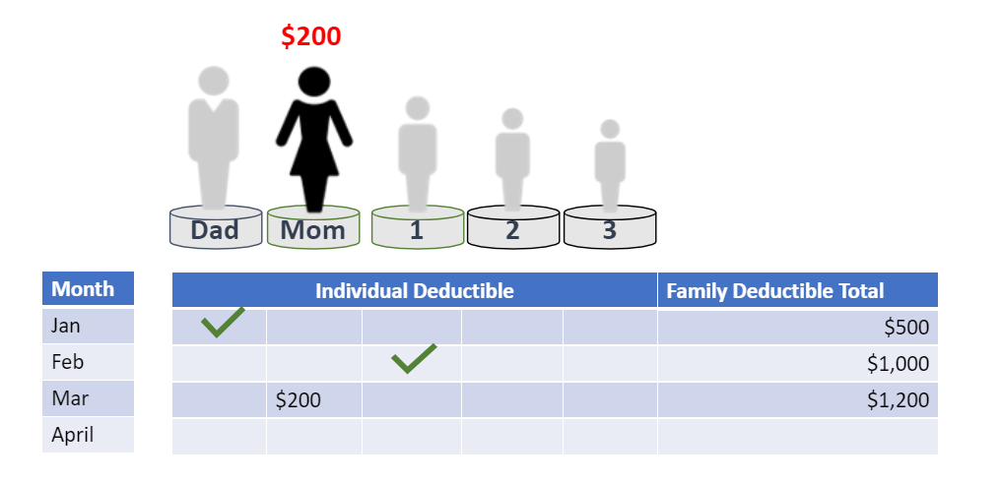 $200
Dad Mom 1 2 3
Month Individual Deductible Family Deductible Total
Jan $500
Feb $1,000
Mar $200 $1,200
April